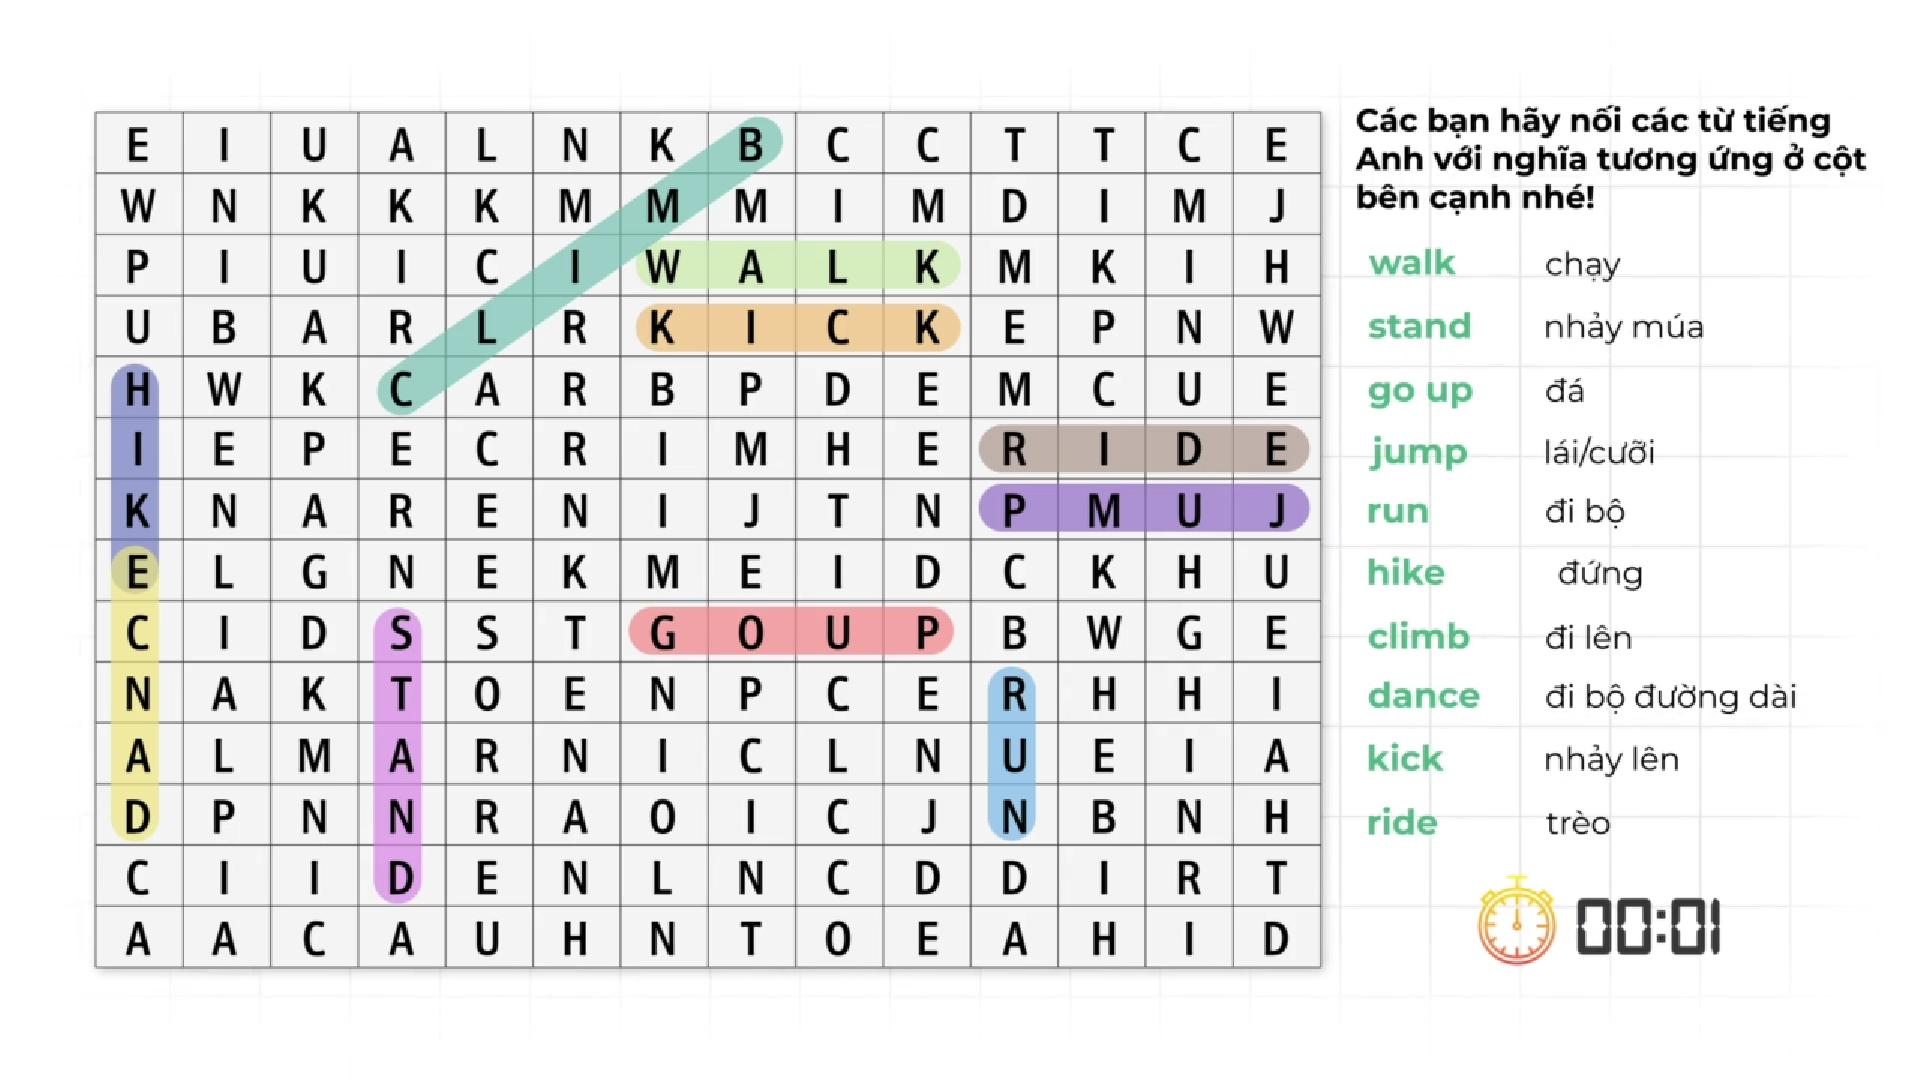 E I U A L N K B C C T T C E
W N K K K M M M I M D I M J
P I U I C I W A L K M K I H
U B A R L R K I C K E P N W
H W K C A R B P D E M C U E
I E P E C R I M H E R I D E
K N A R E N I J T N P M U J
E L G N E K M E I D C K H U
C I D S S T G O U P B W G E
N A K T O E N P C E R H H I
A L M A R N I C L N U E I A
D P N N R A O I C J N B N H
C I I D E N L N C D D I R T
A A C A U H N T O E A H I D
Các bạn hãy nối các từ tiếng
Anh với nghĩa tương ứng ở cột
bên cạnh nhé!
walk chạy
stand nhảy múa
go up đá
jump lái/cưỡi
run đi bộ
hike đứng
climb đi lên
dance đi bộ đường dài
kick nhảy lên
ride trèo
00:01